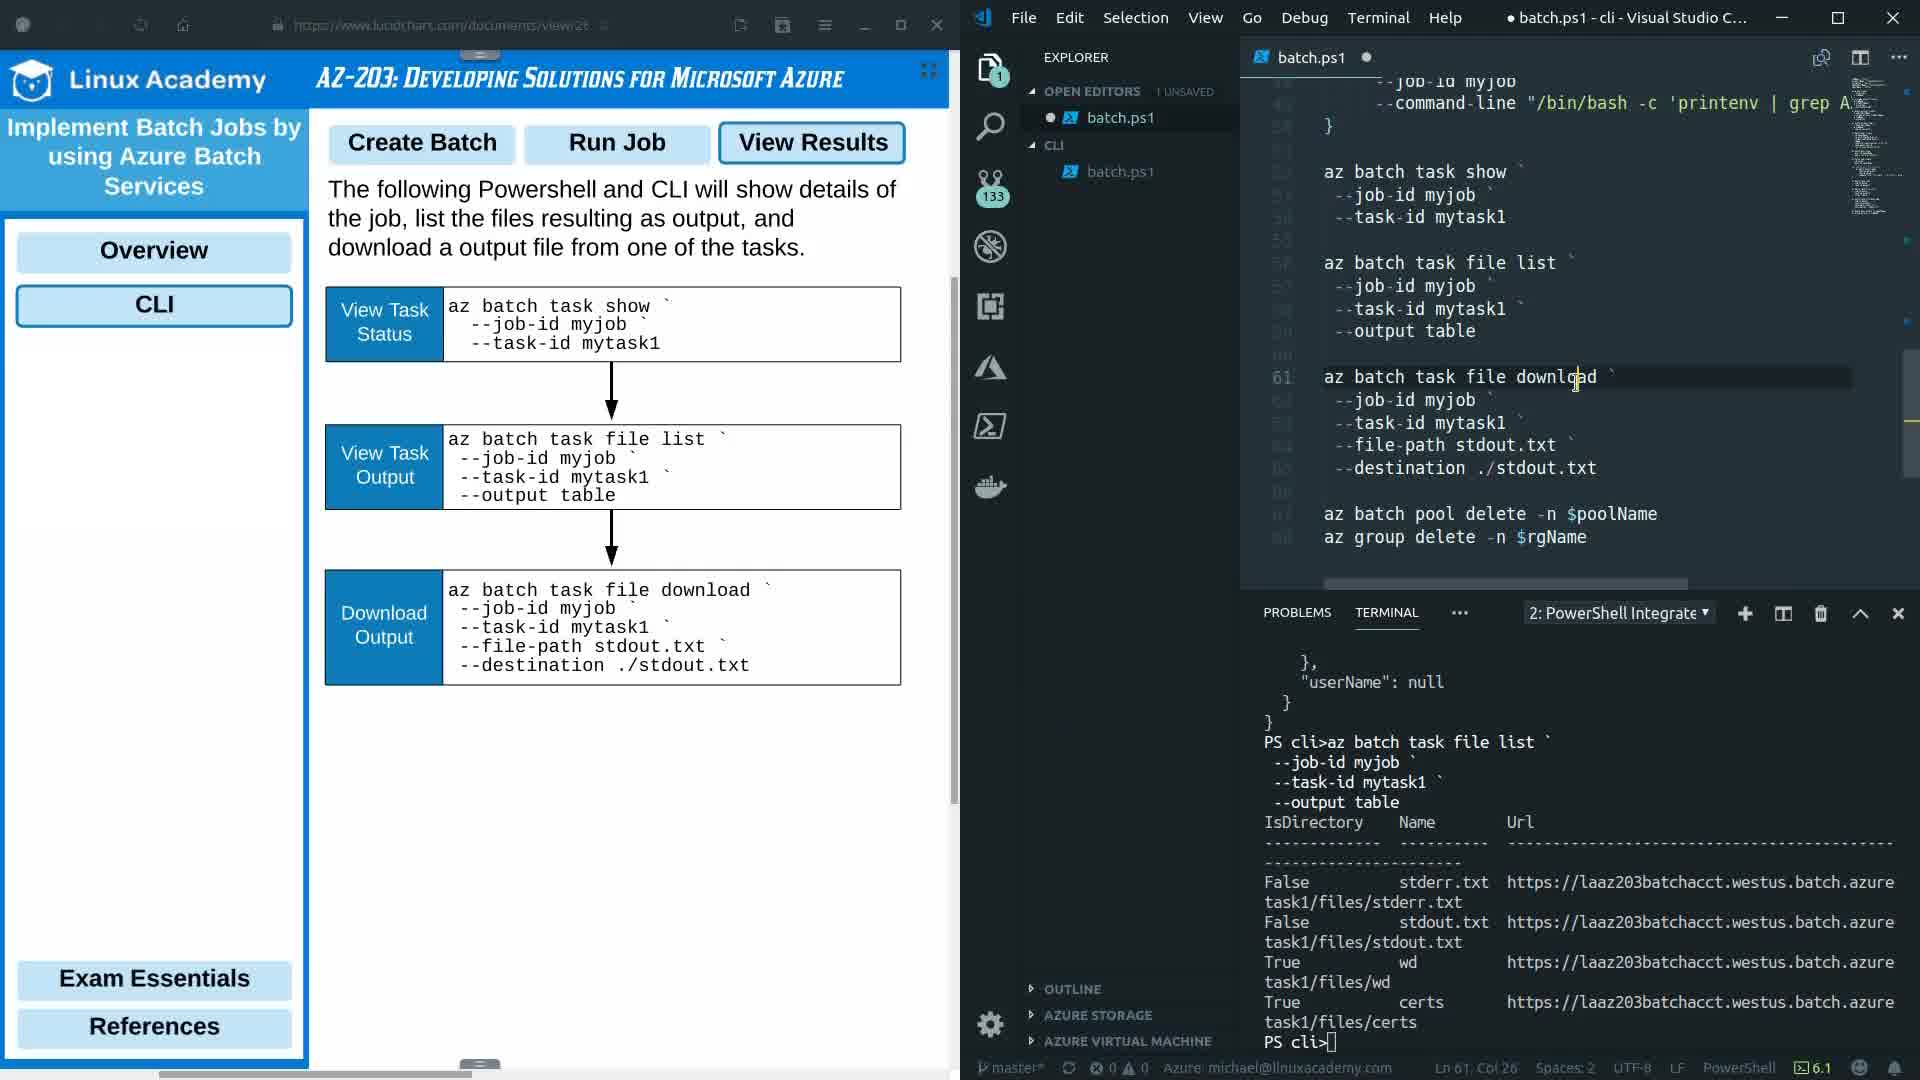 https://www.lucidchart.com/documents/view/26
Linux Academy
AZ-203: Developing Solutions for Microsoft Azure
Implement Batch Jobs by
using Azure Batch
Services
Overview
CLI
Exam Essentials
References
Create Batch
Run Job
View Results
The following Powershell and CLI will show details of
the job, list the files resulting as output, and
download a output file from one of the tasks.
View Task
Status
az batch task show `
--job-id myjob `
--task-id mytask1
View Task
Output
az batch task file list `
--job-id myjob `
--task-id mytask1 `
--output table
Download
Output
az batch task file download `
--job-id myjob `
--task-id mytask1 `
--file-path stdout.txt `
--destination ./stdout.txt
File Edit Selection View Go Debug Terminal Help
● batch.ps1 - cli - Visual Studio C...
EXPLORER
OPEN EDITORS 1 UNSAVED
batch.ps1
CLI
batch.ps1
1
133
OUTLINE
AZURE STORAGE
AZURE VIRTUAL MACHINE
batch.ps1
--job-id myjob
--command-line "/bin/bash -c 'printenv | grep A
}
az batch task show `
--job-id myjob `
--task-id mytask1
az batch task file list `
--job-id myjob `
--task-id mytask1 `
--output table
61 az batch task file download `
--job-id myjob `
--task-id mytask1 `
--file-path stdout.txt `
--destination ./stdout.txt
az batch pool delete -n $poolName
az group delete -n $rgName
PROBLEMS TERMINAL ··· 2: PowerShell Integrate
},
"userName": null
}
}
PS cli>az batch task file list `
--job-id myjob `
--task-id mytask1 `
--output table
IsDirectory Name Url
------------- ---------- -------------------------------------------
----------------------
False stderr.txt https://laaz203batchacct.westus.batch.azure
task1/files/stderr.txt
False stdout.txt https://laaz203batchacct.westus.batch.azure
task1/files/stdout.txt
True wd https://laaz203batchacct.westus.batch.azure
task1/files/wd
True certs https://laaz203batchacct.westus.batch.azure
task1/files/certs
PS cli>
master* 0 0 Azure: michael@linuxacademy.com Ln 61, Col 26 Spaces: 2 UTF-8 LF PowerShell 6.1